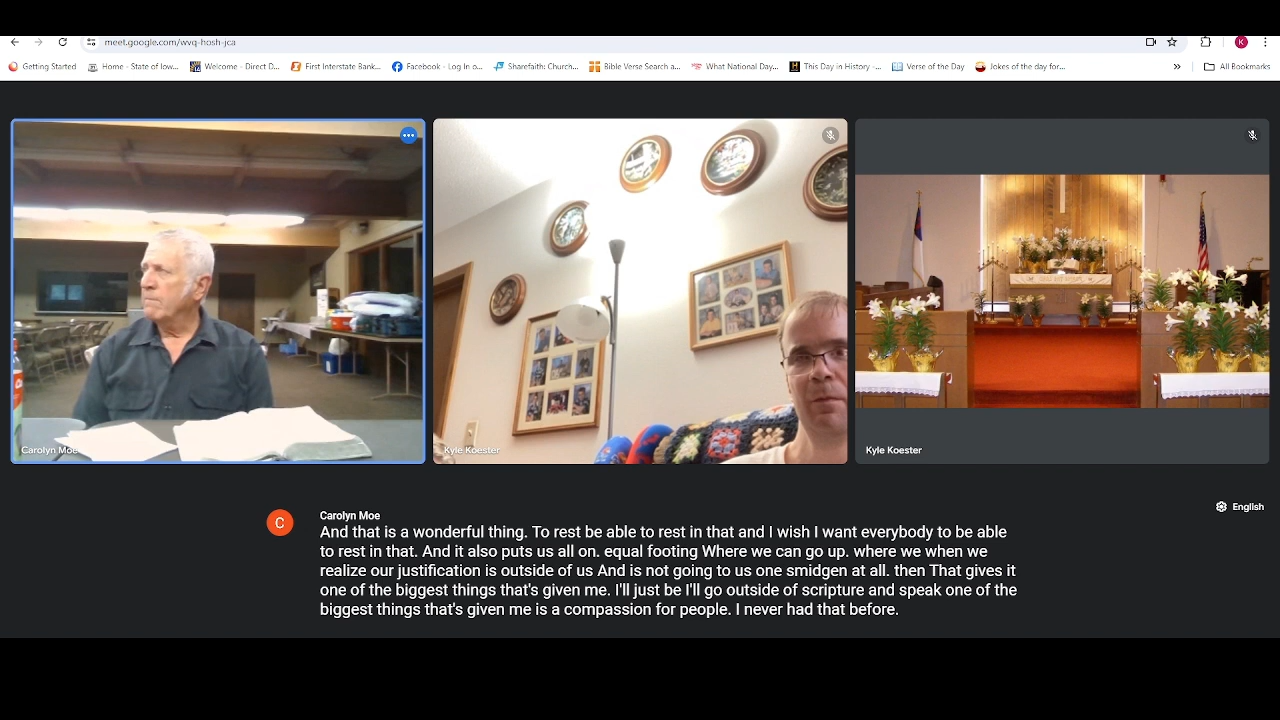 meet.google.com/wvq-hosh-jca
K
Getting Started
Home - State of Iow...
Welcome - Direct D...
First Interstate Bank...
Facebook - Log In o...
Sharefaith: Church...
Bible Verse Search a...
What National Day...
This Day in History -...
Verse of the Day
Jokes of the day for...
»
All Bookmarks
Carolyn Moe
Kyle Koester
Kyle Koester
English
C
Carolyn Moe
And that is a wonderful thing. To rest be able to rest in that and I wish I want everybody to be able
to rest in that. And it also puts us all on. equal footing Where we can go up. where we when we
realize our justification is outside of us And is not going to us one smidgen at all. then That gives it
one of the biggest things that's given me. I'll just be I'll go outside of scripture and speak one of the
biggest things that's given me is a compassion for people. I never had that before.